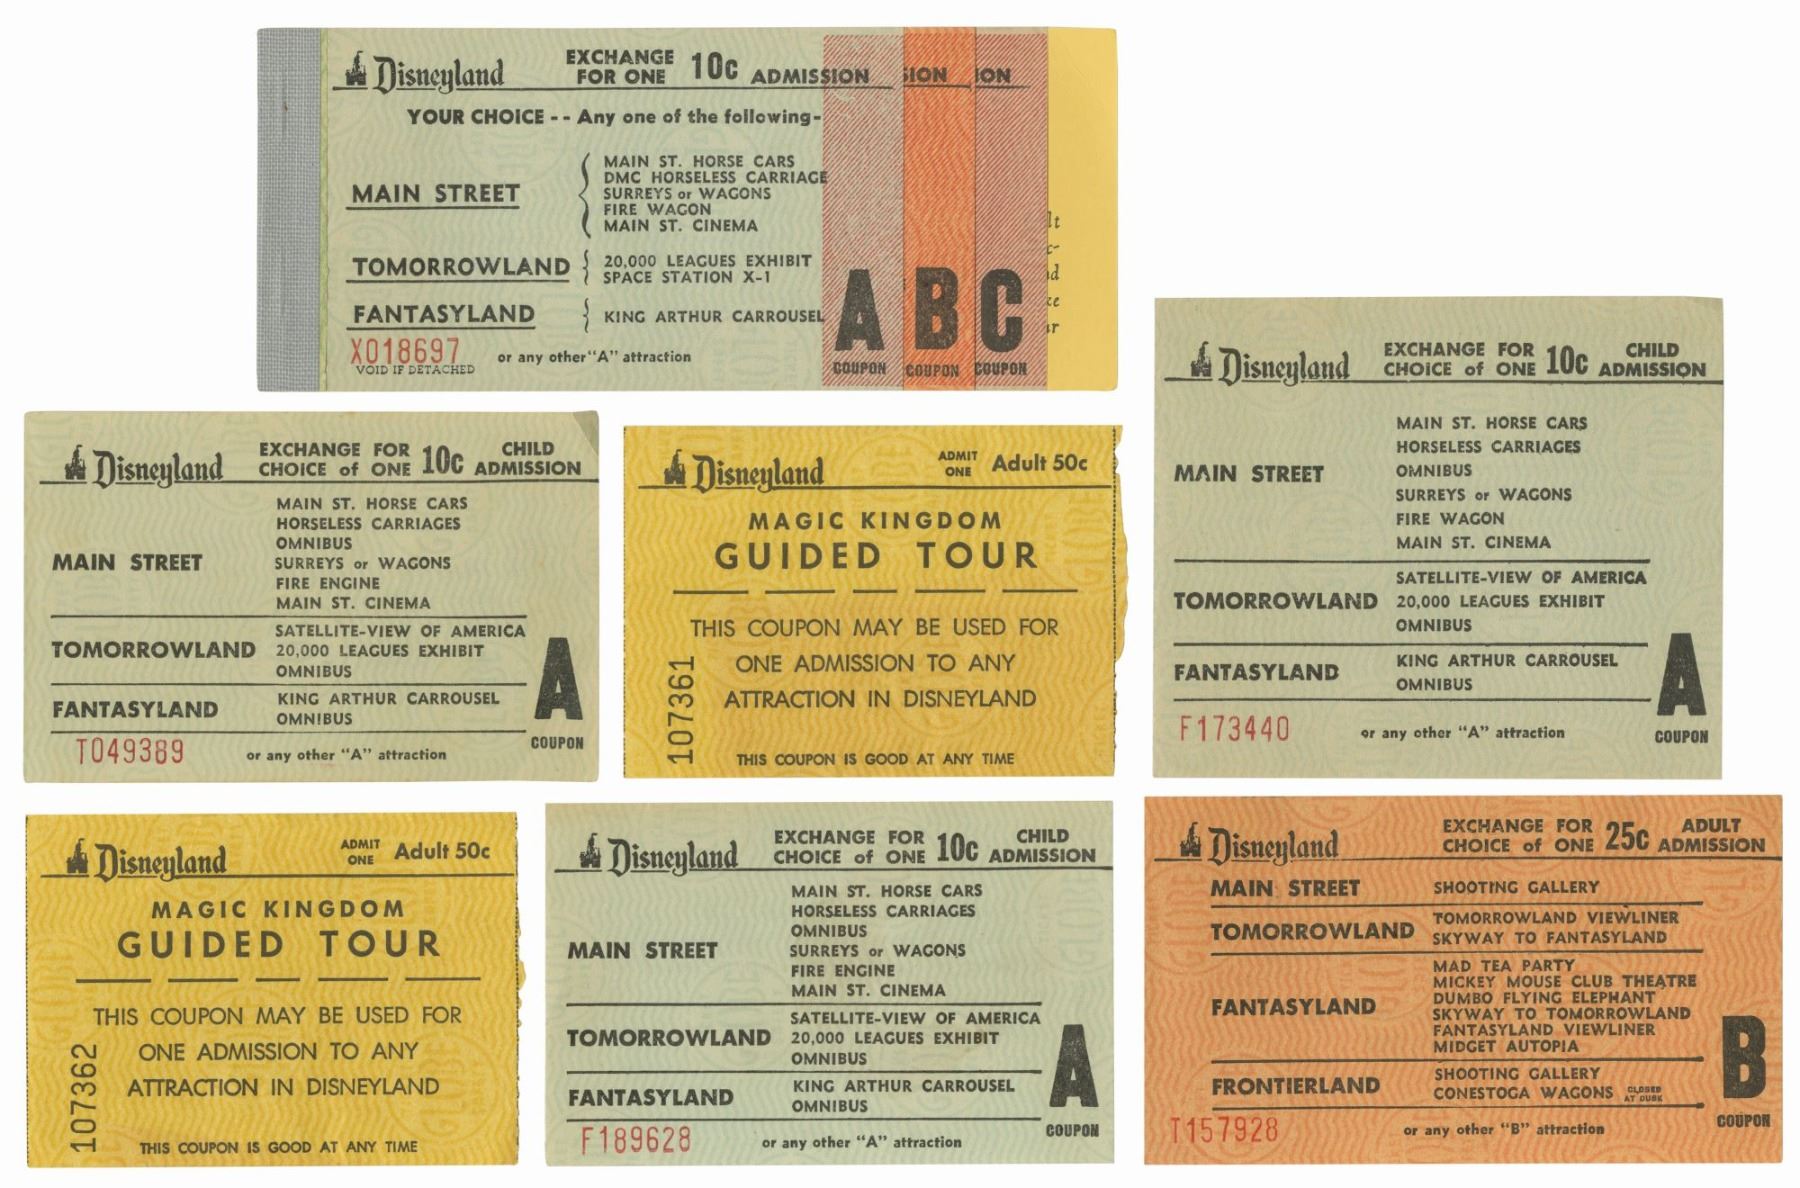 Disneyland EXCHANGE FOR ONE 10c ADMISSION SION ION
YOUR CHOICE -- Any one of the following-
MAIN STREET
MAIN ST. HORSE CARS
DMC HORSELESS CARRIAGE
SURREYS or WAGONS
FIRE WAGON
MAIN ST. CINEMA
TOMORROWLAND
20,000 LEAGUES EXHIBIT
SPACE STATION X-1
FANTASYLAND
KING ARTHUR CARROUSEL
X018697
VOID IF DETACHED
or any other "A" attraction
A B C
COUPON COUPON COUPON
lt
c-
d
ke
r
Disneyland EXCHANGE FOR CHOICE of ONE 10c CHILD ADMISSION
MAIN STREET
MAIN ST. HORSE CARS
HORSELESS CARRIAGES
OMNIBUS
SURREYS or WAGONS
FIRE WAGON
MAIN ST. CINEMA
TOMORROWLAND
SATELLITE-VIEW OF AMERICA
20,000 LEAGUES EXHIBIT
OMNIBUS
FANTASYLAND
KING ARTHUR CARROUSEL
OMNIBUS
F173440
or any other "A" attraction
A
COUPON
Disneyland EXCHANGE FOR CHOICE of ONE 10c CHILD ADMISSION
MAIN STREET
MAIN ST. HORSE CARS
HORSELESS CARRIAGES
OMNIBUS
SURREYS or WAGONS
FIRE ENGINE
MAIN ST. CINEMA
TOMORROWLAND
SATELLITE-VIEW OF AMERICA
20,000 LEAGUES EXHIBIT
OMNIBUS
FANTASYLAND
KING ARTHUR CARROUSEL
OMNIBUS
T049389
or any other "A" attraction
A
COUPON
Disneyland ADMIT ONE Adult 50c
MAGIC KINGDOM
GUIDED TOUR
THIS COUPON MAY BE USED FOR
ONE ADMISSION TO ANY
ATTRACTION IN DISNEYLAND
107361
THIS COUPON IS GOOD AT ANY TIME
Disneyland ADMIT ONE Adult 50c
MAGIC KINGDOM
GUIDED TOUR
THIS COUPON MAY BE USED FOR
ONE ADMISSION TO ANY
ATTRACTION IN DISNEYLAND
107362
THIS COUPON IS GOOD AT ANY TIME
Disneyland EXCHANGE FOR CHOICE of ONE 10c CHILD ADMISSION
MAIN STREET
MAIN ST. HORSE CARS
HORSELESS CARRIAGES
OMNIBUS
SURREYS or WAGONS
FIRE ENGINE
MAIN ST. CINEMA
TOMORROWLAND
SATELLITE-VIEW OF AMERICA
20,000 LEAGUES EXHIBIT
OMNIBUS
FANTASYLAND
KING ARTHUR CARROUSEL
OMNIBUS
F189628
or any other "A" attraction
A
COUPON
Disneyland EXCHANGE FOR CHOICE of ONE 25c ADULT ADMISSION
MAIN STREET
SHOOTING GALLERY
TOMORROWLAND
TOMORROWLAND VIEWLINER
SKYWAY TO FANTASYLAND
FANTASYLAND
MAD TEA PARTY
MICKEY MOUSE CLUB THEATRE
DUMBO FLYING ELEPHANT
SKYWAY TO TOMORROWLAND
FANTASYLAND VIEWLINER
MIDGET AUTOPIA
FRONTIERLAND
SHOOTING GALLERY
CONESTOGA WAGONS CLOSED AT DUSK
T157928
or any other "B" attraction
B
COUPON